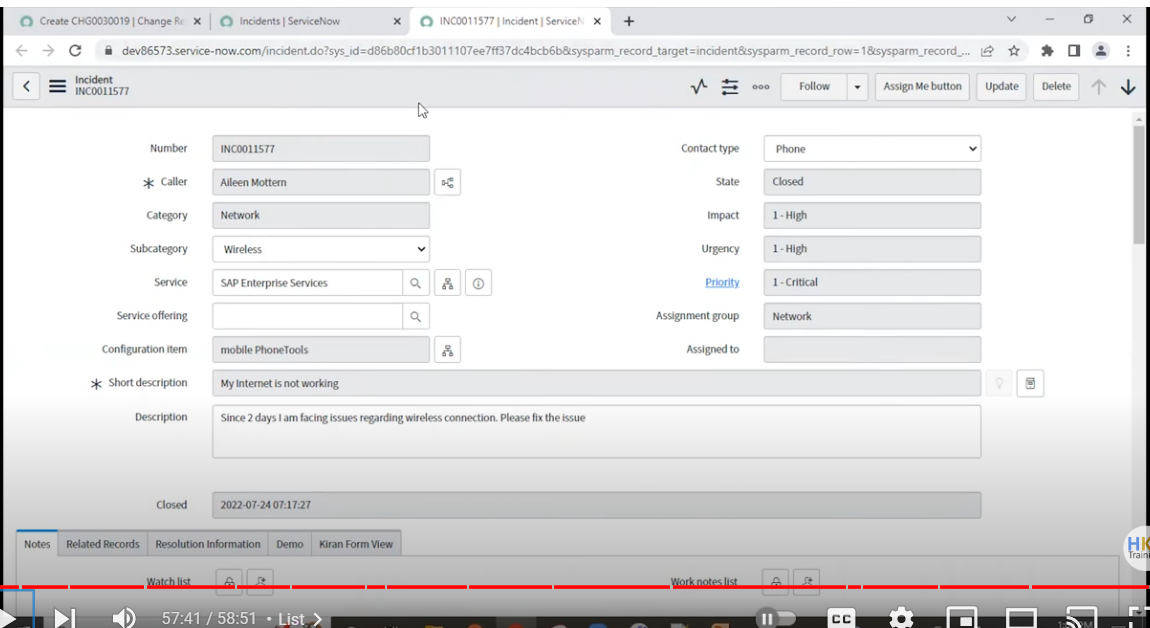 Create CHG0030019 | Change Re
Incidents | ServiceNow
INC0011577 | Incident | ServiceN
dev86573.service-now.com/incident.do?sys_id=d86b80cf1b3011107ee7ff37dc4bcb6b&sysparm_record_target=incident&sysparm_record_row=1&sysparm_record_...
Incident
INC0011577
Follow
Assign Me button
Update
Delete
Number INC0011577
Contact type Phone
Caller Aileen Mottern
State Closed
Category Network
Impact 1 - High
Subcategory Wireless
Urgency 1 - High
Service SAP Enterprise Services
Priority 1 - Critical
Service offering
Assignment group Network
Configuration item mobile PhoneTools
Assigned to
Short description My Internet is not working
Description Since 2 days I am facing issues regarding wireless connection. Please fix the issue
Closed 2022-07-24 07:17:27
Notes Related Records Resolution Information Demo Kiran Form View
HK
Traini
Watch list
Work notes list
57:41 / 58:51 • List
CC